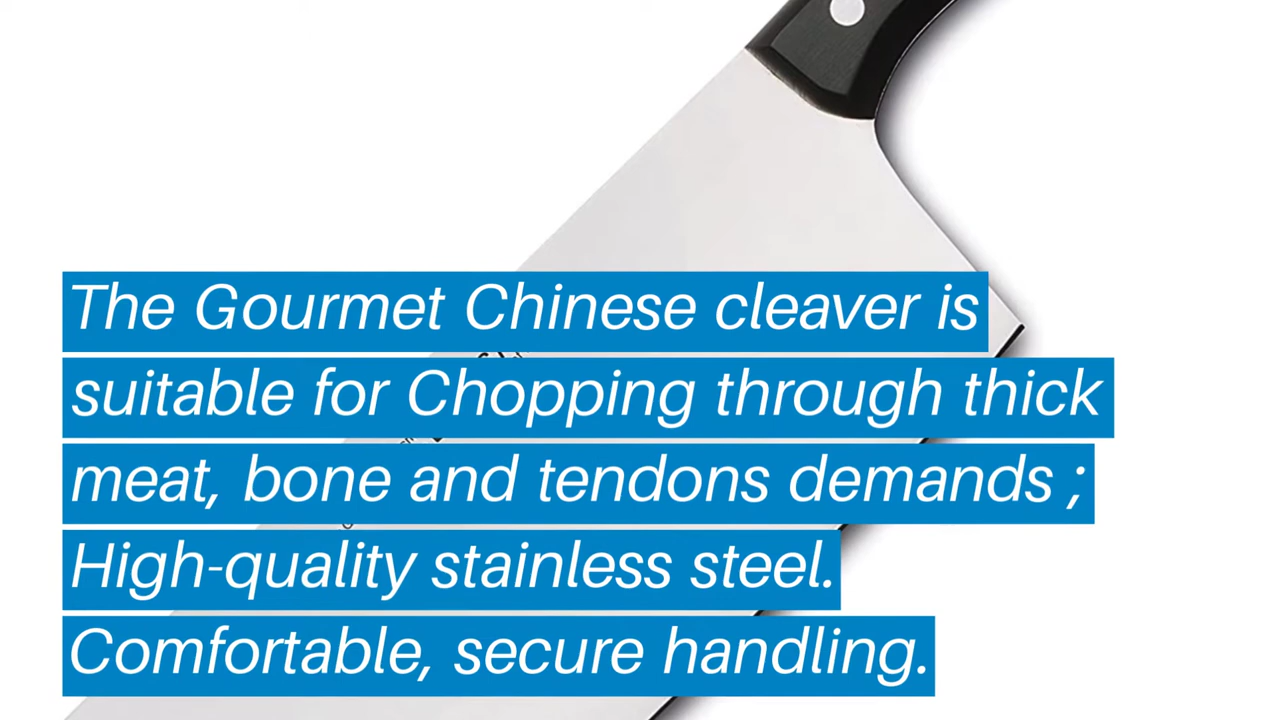 The Gourmet Chinese cleaver is
suitable for Chopping through thick
meat, bone and tendons demands ;
High-quality stainless steel.
Comfortable, secure handling.